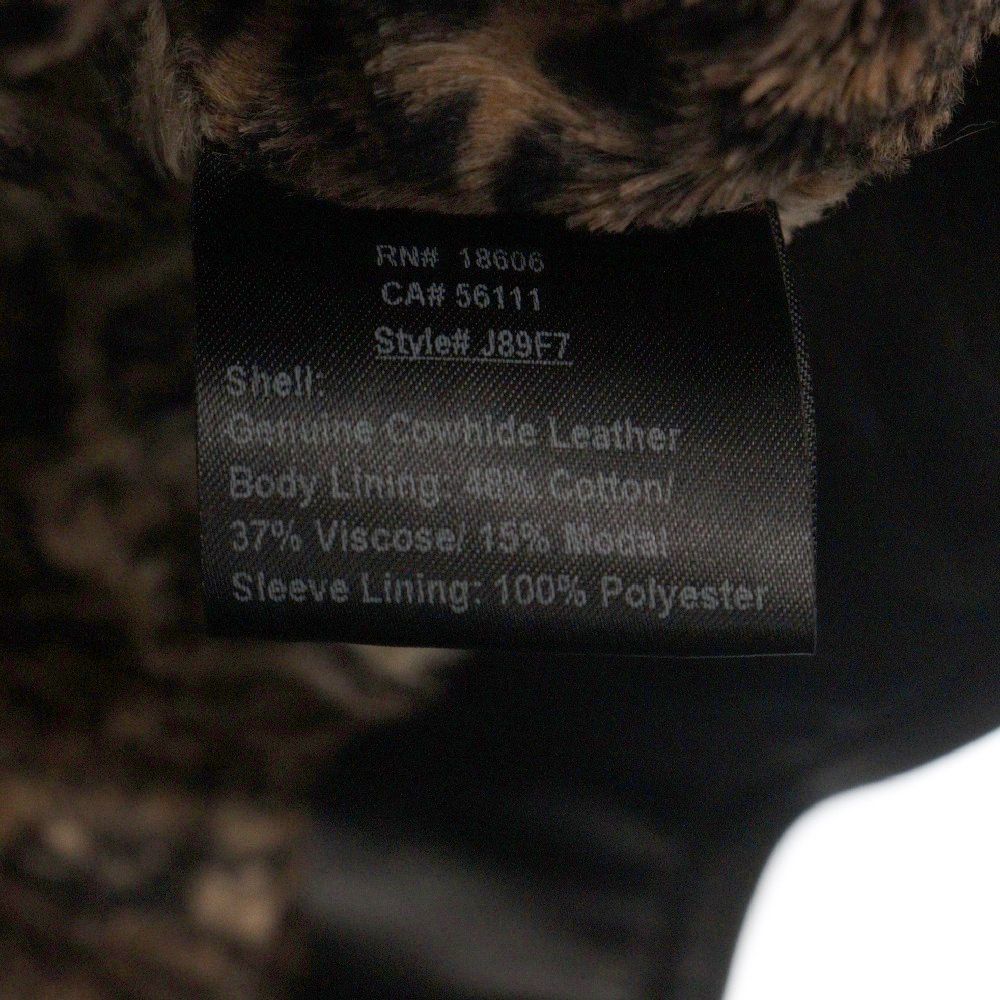 RN# 18606
CA# 56111
Style# J89F7
Shell:
Genuine Cowhide Leather
Body Lining: 48% Cotton/
37% Viscose/ 15% Modal
Sleeve Lining: 100% Polyester